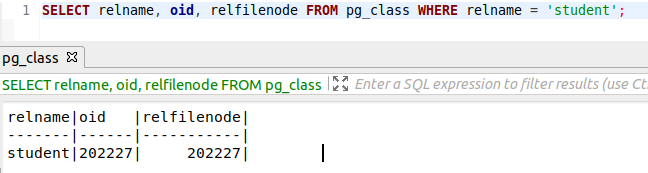 1 SELECT relname, oid, relfilenode FROM pg_class WHERE relname = 'student';
pg_class
SELECT relname, oid, relfilenode FROM pg_class Enter a SQL expression to filter results (use Ct
relname|oid   |relfilenode|
-------|------|-----------|
student|202227|     202227|